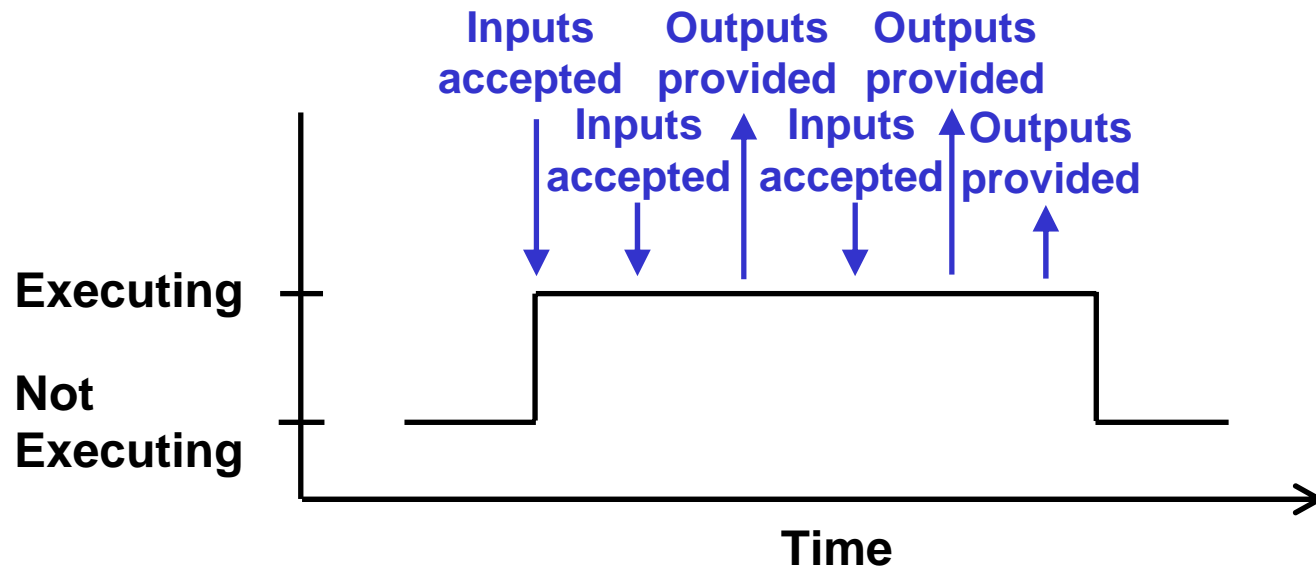 Inputs
accepted
Inputs
accepted
Outputs
provided
Inputs
accepted
Outputs
provided
Outputs
provided
Executing
Not
Executing
Time